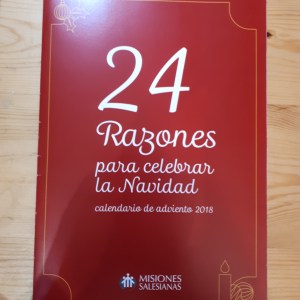 24
Razones
para celebrar
la Navidad
calendario de adviento 2018
MISIONES
SALESIANAS